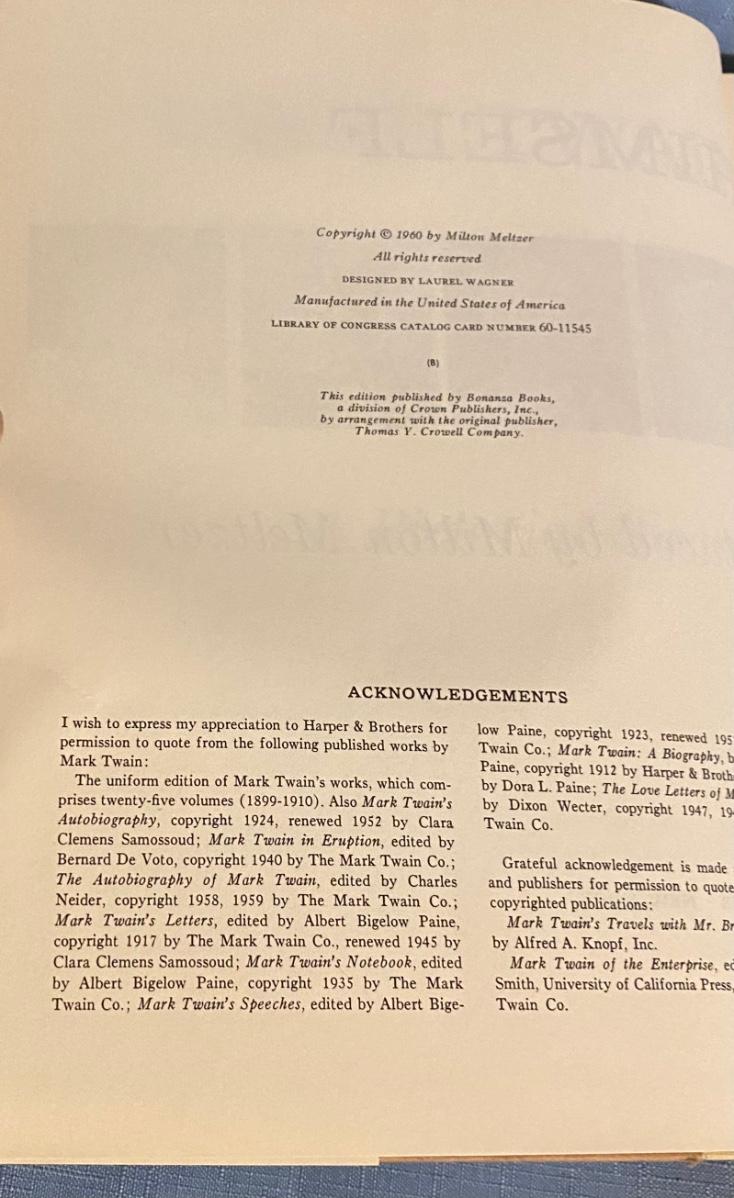 Copyright © 1960 by Milton Meltzer
All rights reserved
DESIGNED BY LAUREL WAGNER
Manufactured in the United States of America
LIBRARY OF CONGRESS CATALOG CARD NUMBER 60-11545
(B)
This edition published by Bonanza Books,
a division of Crown Publishers, Inc.,
by arrangement with the original publisher,
Thomas Y. Crowell Company.
ACKNOWLEDGEMENTS
I wish to express my appreciation to Harper & Brothers for
permission to quote from the following published works by
Mark Twain:
The uniform edition of Mark Twain's works, which com-
prises twenty-five volumes (1899-1910). Also Mark Twain's
Autobiography, copyright 1924, renewed 1952 by Clara
Clemens Samossoud; Mark Twain in Eruption, edited by
Bernard De Voto, copyright 1940 by The Mark Twain Co.;
The Autobiography of Mark Twain, edited by Charles
Neider, copyright 1958, 1959 by The Mark Twain Co.;
Mark Twain's Letters, edited by Albert Bigelow Paine,
copyright 1917 by The Mark Twain Co., renewed 1945 by
Clara Clemens Samossoud; Mark Twain's Notebook, edited
by Albert Bigelow Paine, copyright 1935 by The Mark
Twain Co.; Mark Twain's Speeches, edited by Albert Bige-
low Paine, copyright 1923, renewed 195
Twain Co.; Mark Twain: A Biography, b
Paine, copyright 1912 by Harper & Broth
by Dora L. Paine; The Love Letters of M
by Dixon Wecter, copyright 1947, 19
Twain Co.
Grateful acknowledgement is made
and publishers for permission to quote
copyrighted publications:
Mark Twain's Travels with Mr. Br
by Alfred A. Knopf, Inc.
Mark Twain of the Enterprise, ed
Smith, University of California Press,
Twain Co.